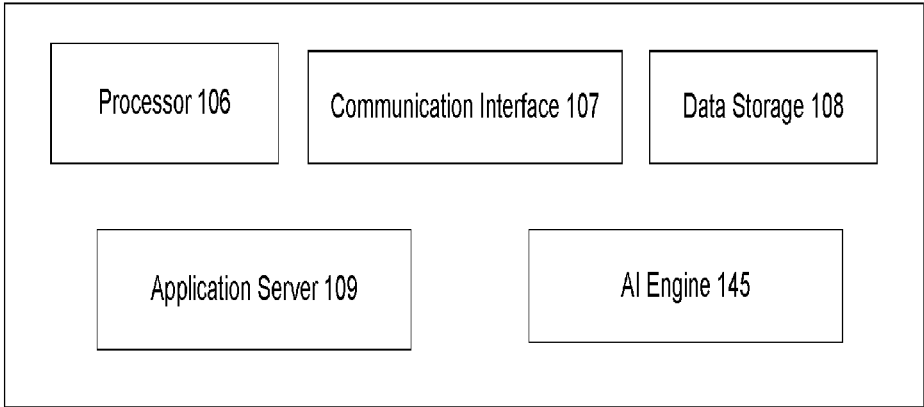 Processor 106
Communication Interface 107
Data Storage 108
Application Server 109
AI Engine 145